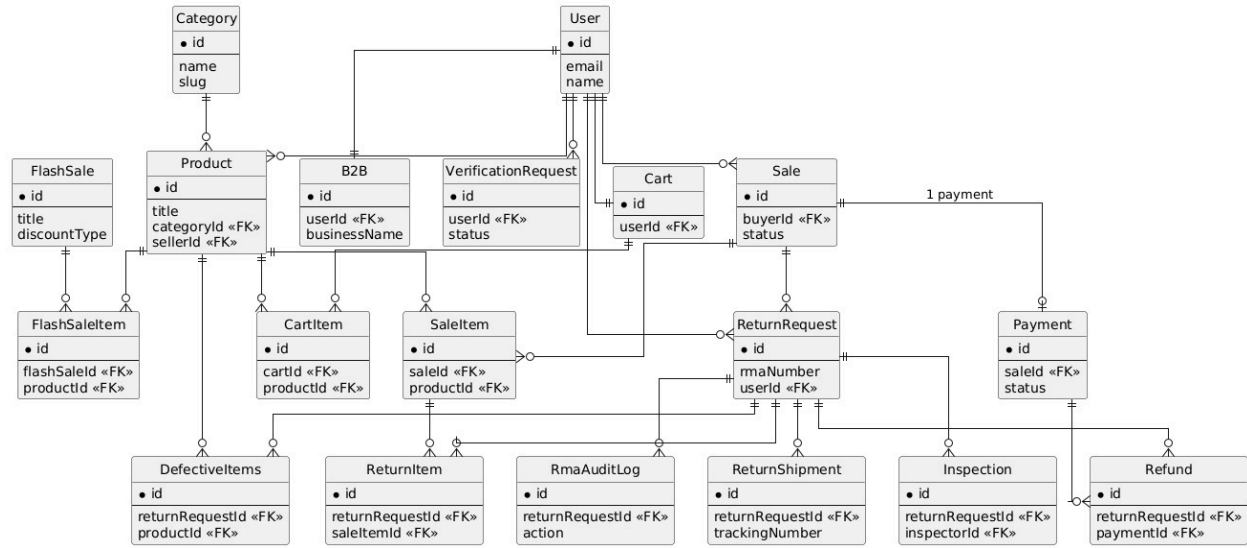 Category
id
name
slug
User
id
email
name
FlashSale
id
title
discountType
Product
id
title
categoryId «FK»
sellerId «FK»
B2B
id
userId «FK»
businessName
VerificationRequest
id
userId «FK»
status
Cart
id
userId «FK»
Sale
id
buyerId «FK»
status
1 payment
FlashSaleItem
id
flashSaleId «FK»
productId «FK»
CartItem
id
cartId «FK»
productId «FK»
SaleItem
id
saleId «FK»
productId «FK»
ReturnRequest
id
rmaNumber
userId «FK»
Payment
id
saleId «FK»
status
DefectiveItems
id
returnRequestId «FK»
productId «FK»
ReturnItem
id
returnRequestId «FK»
saleItemId «FK»
RmaAuditLog
id
returnRequestId «FK»
action
ReturnShipment
id
returnRequestId «FK»
trackingNumber
Inspection
id
returnRequestId «FK»
inspectorId «FK»
Refund
id
returnRequestId «FK»
paymentId «FK»